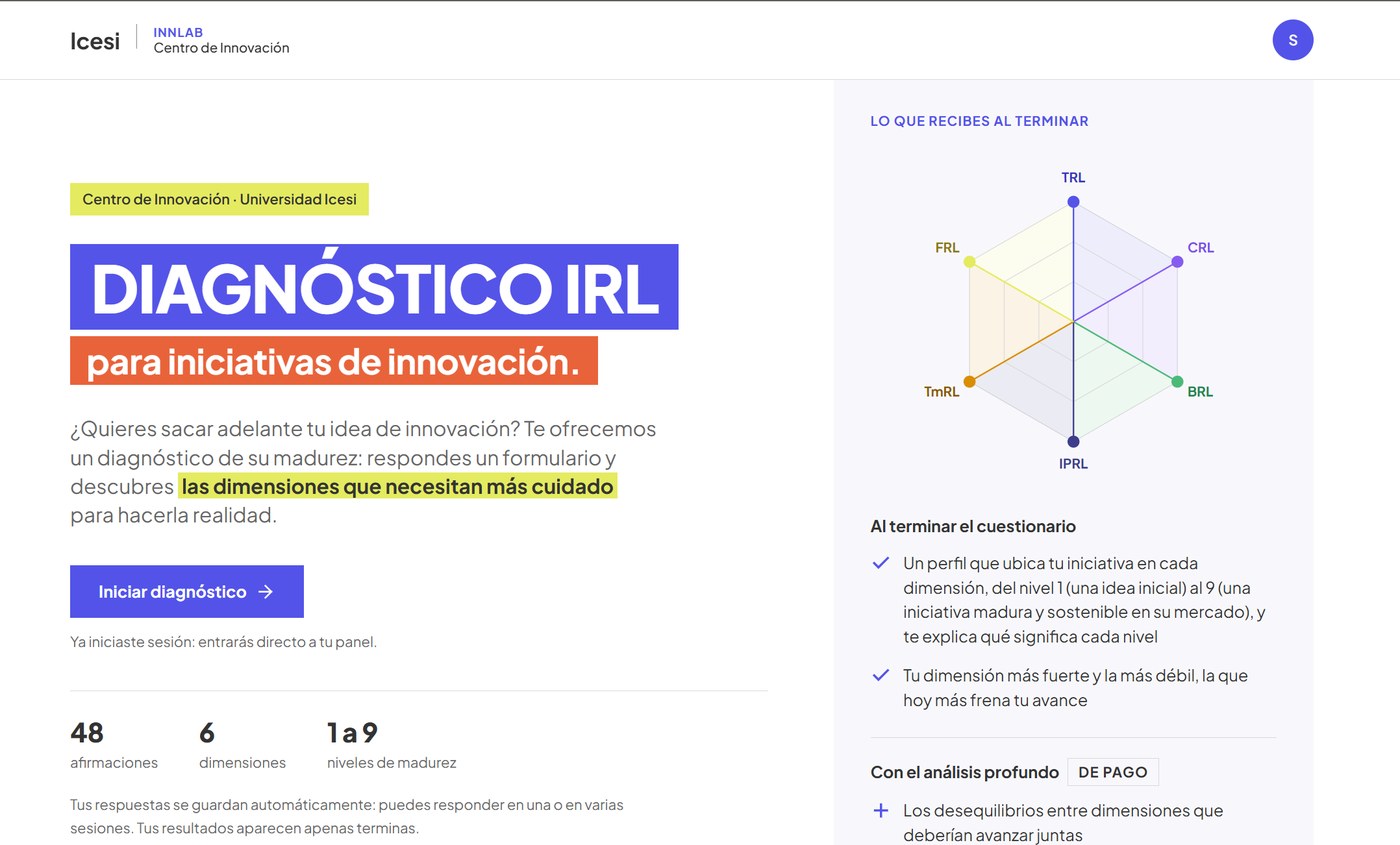 Icesi
INNLAB
Centro de Innovación
S
Centro de Innovación · Universidad Icesi
DIAGNÓSTICO IRL
para iniciativas de innovación.
¿Quieres sacar adelante tu idea de innovación? Te ofrecemos
un diagnóstico de su madurez: respondes un formulario y
descubres las dimensiones que necesitan más cuidado
para hacerla realidad.
Iniciar diagnóstico →
Ya iniciaste sesión: entrarás directo a tu panel.
48
afirmaciones
6
dimensiones
1 a 9
niveles de madurez
Tus respuestas se guardan automáticamente: puedes responder en una o en varias
sesiones. Tus resultados aparecen apenas terminas.
LO QUE RECIBES AL TERMINAR
TRL
FRL
CRL
TmRL
BRL
IPRL
Al terminar el cuestionario
Un perfil que ubica tu iniciativa en cada
dimensión, del nivel 1 (una idea inicial) al 9 (una
iniciativa madura y sostenible en su mercado), y
te explica qué significa cada nivel
Tu dimensión más fuerte y la más débil, la que
hoy más frena tu avance
Con el análisis profundo DE PAGO
Los desequilibrios entre dimensiones que
deberían avanzar juntas